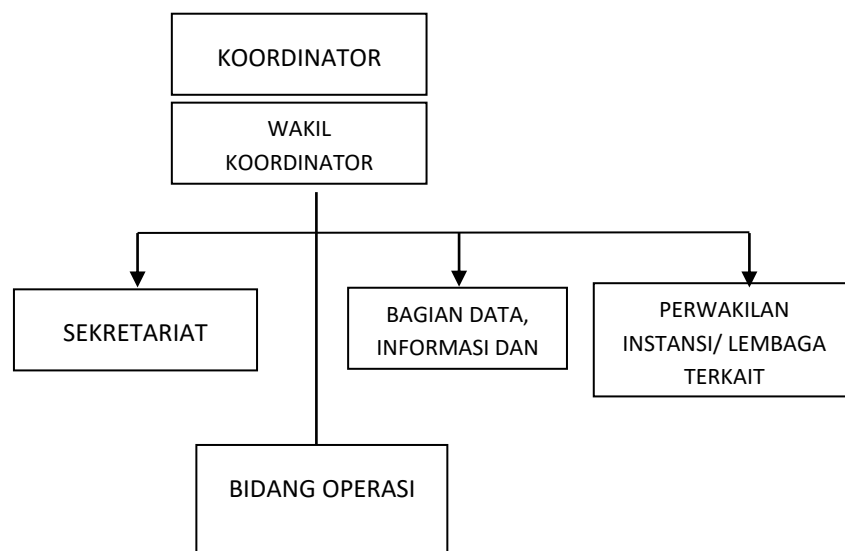 KOORDINATOR
WAKIL
KOORDINATOR
SEKRETARIAT
BAGIAN DATA,
INFORMASI DAN
PERWAKILAN
INSTANSI/ LEMBAGA
TERKAIT
BIDANG OPERASI